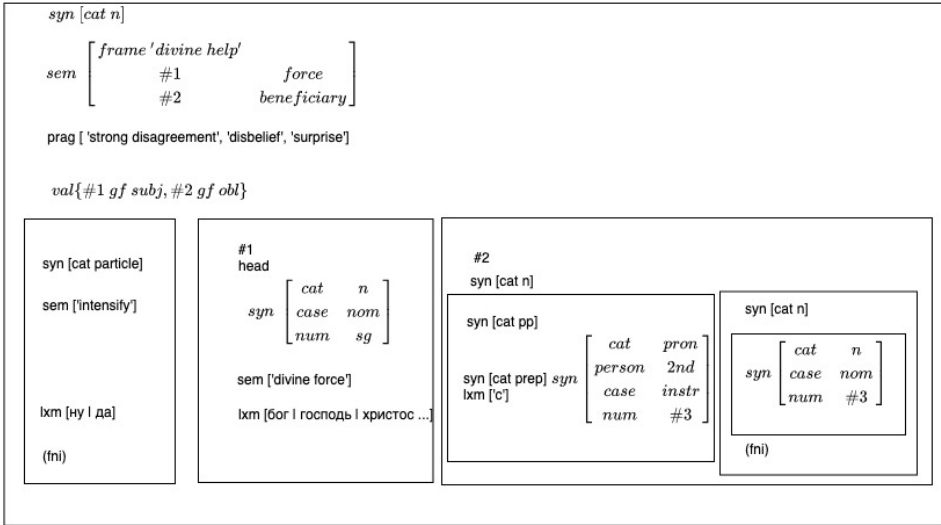 syn [cat n]
sem [frame 'divine help'
#1 force
#2 beneficiary]
prag [ 'strong disagreement', 'disbelief', 'surprise']
val{#1 gf subj, #2 gf obl}
syn [cat particle]
sem ['intensify']
lxm [ну I да]
(fni)
#1
head
syn [cat n
case nom
num sg]
sem ['divine force']
lxm [бог I господь I христос ...]
#2
syn [cat n]
syn [cat pp]
syn [cat prep]
lxm ['с']
syn [cat pron
person 2nd
case instr
num #3]
syn [cat n]
syn [cat n
case nom
num #3]
(fni)